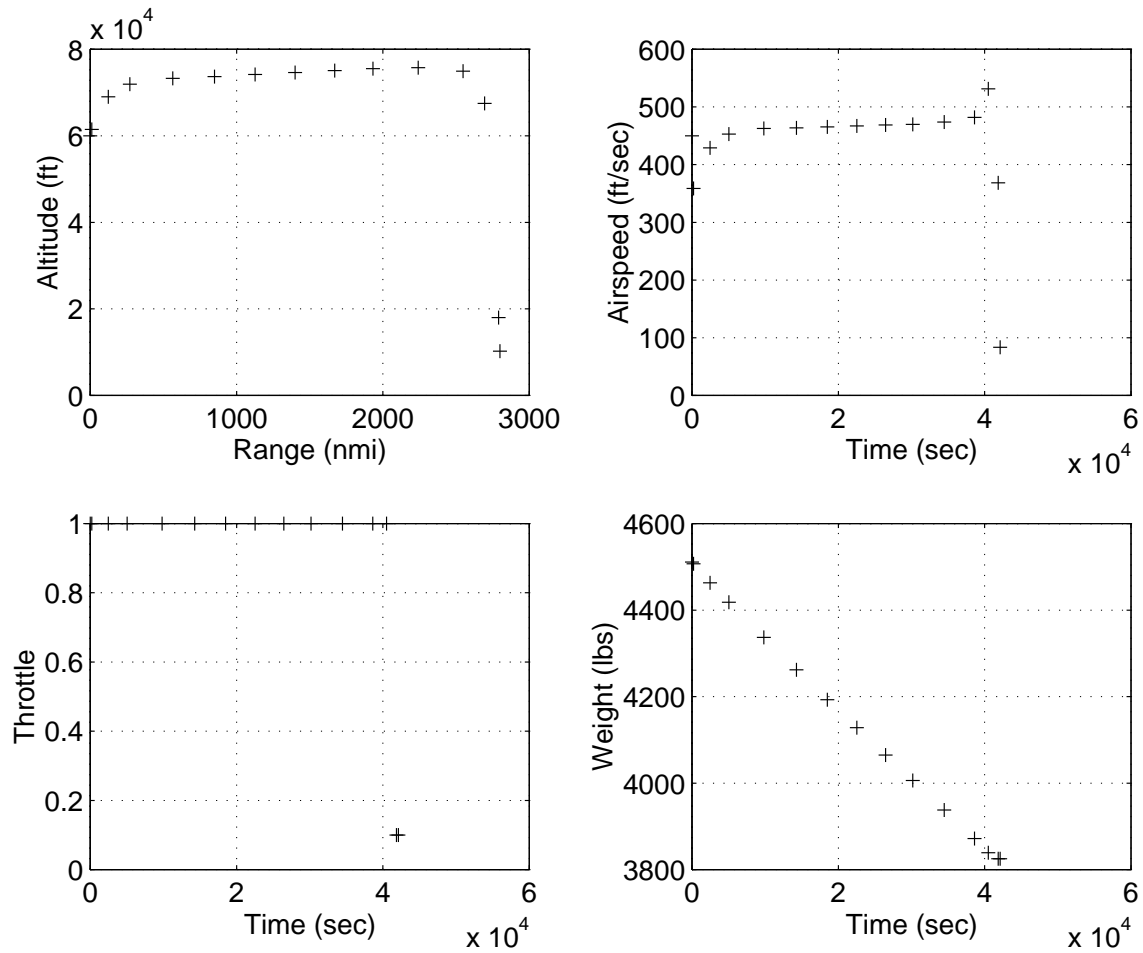 x 10^4
8
6
4
2
0
0 1000 2000 3000
Altitude (ft)
Range (nmi)
600
500
400
300
200
100
0
0 2 4 6
Airspeed (ft/sec)
Time (sec)
x 10^4
1
0.8
0.6
0.4
0.2
0
0 2 4 6
Throttle
Time (sec)
x 10^4
4600
4400
4200
4000
3800
0 2 4 6
Weight (lbs)
Time (sec)
x 10^4